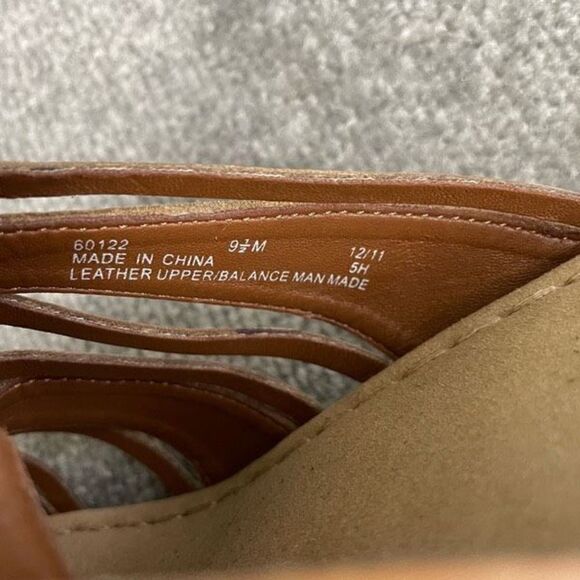 60122 9½M 12/11
MADE IN CHINA 5H
LEATHER UPPER/BALANCE MAN MADE